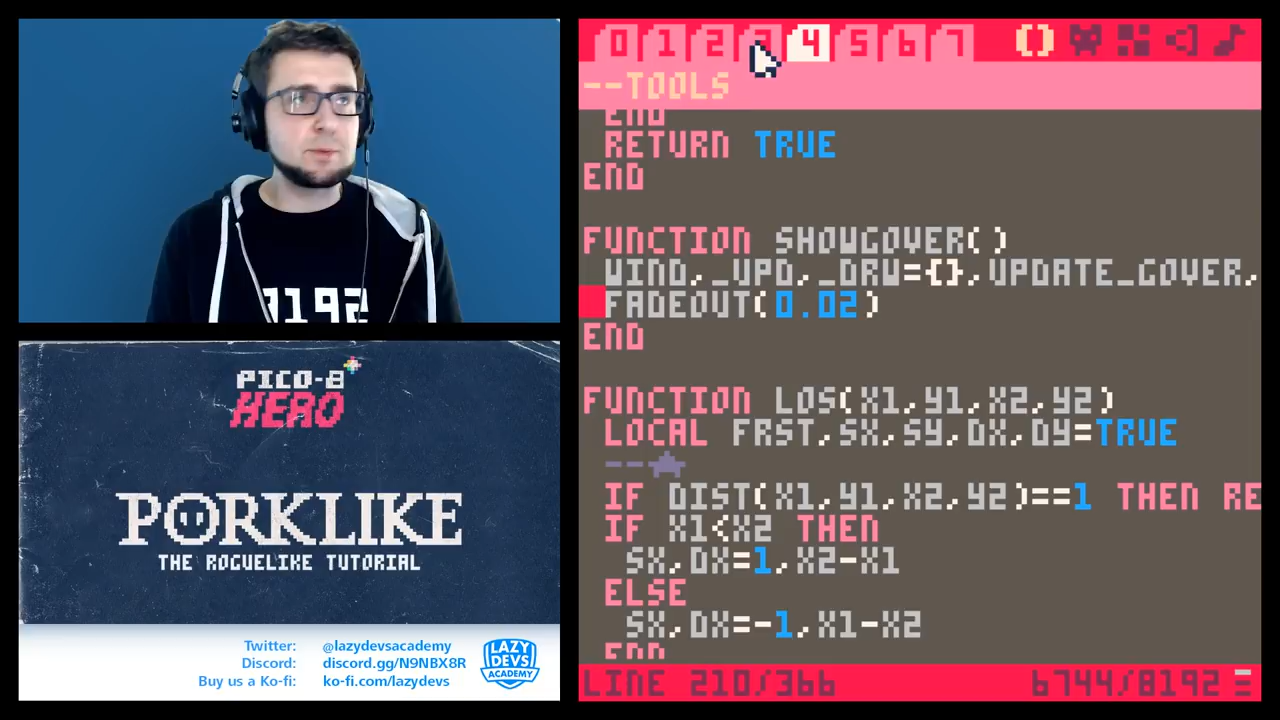 8192
PICO-8
HERO
PORKLIKE
THE ROGUELIKE TUTORIAL
Twitter: @lazydevsacademy
Discord: discord.gg/N9NBX8R
Buy us a Ko-fi: ko-fi.com/lazydevs
LAZY
DEVS
ACADEMY
0 1 2 3 4 5 6 7 ()
--TOOLS
END
RETURN TRUE
END
FUNCTION SHOWGOVER()
WIND,_UPD,_DRW={},UPDATE_GOVER,
FADEOUT(0.02)
END
FUNCTION LOS(X1,Y1,X2,Y2)
LOCAL FRST,SX,SY,DX,DY=TRUE
--
IF DIST(X1,Y1,X2,Y2)==1 THEN RE
IF X1<X2 THEN
SX,DX=1,X2-X1
ELSE
SX,DX=-1,X1-X2
END
LINE 210/366
6744/8192